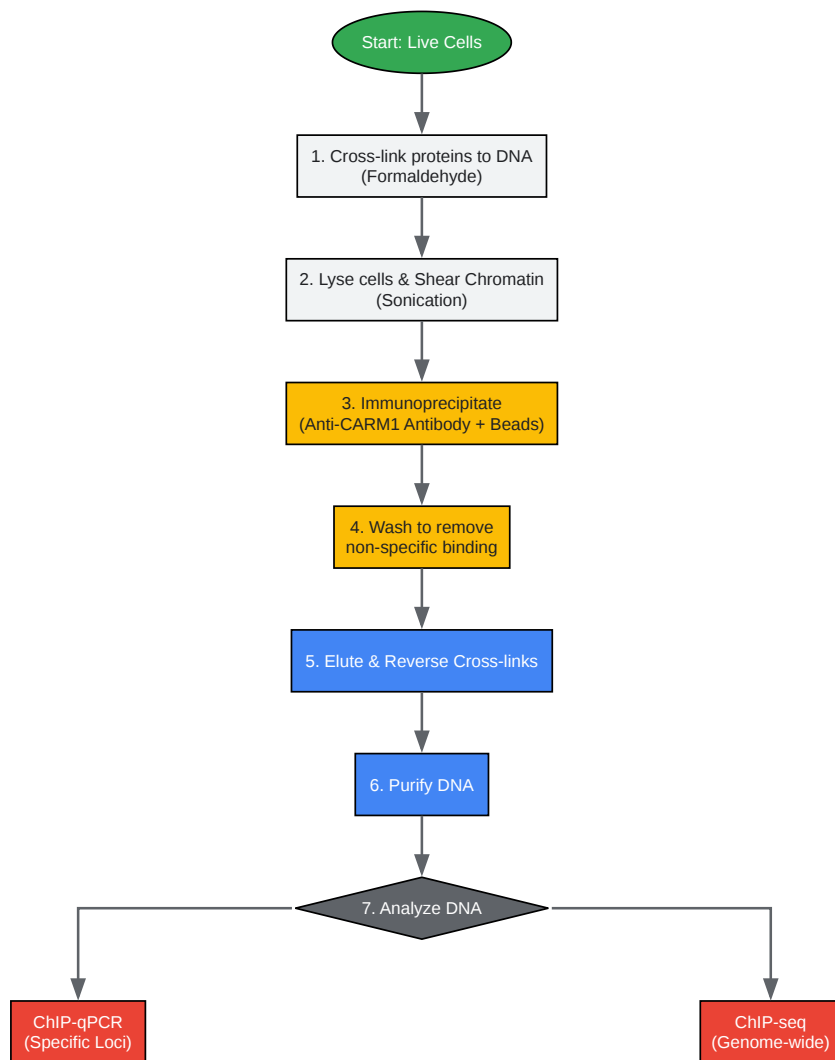 Start: Live Cells
1. Cross-link proteins to DNA
(Formaldehyde)
2. Lyse cells & Shear Chromatin
(Sonication)
3. Immunoprecipitate
(Anti-CARM1 Antibody + Beads)
4. Wash to remove
non-specific binding
5. Elute & Reverse Cross-links
6. Purify DNA
7. Analyze DNA
ChIP-qPCR
(Specific Loci)
ChIP-seq
(Genome-wide)